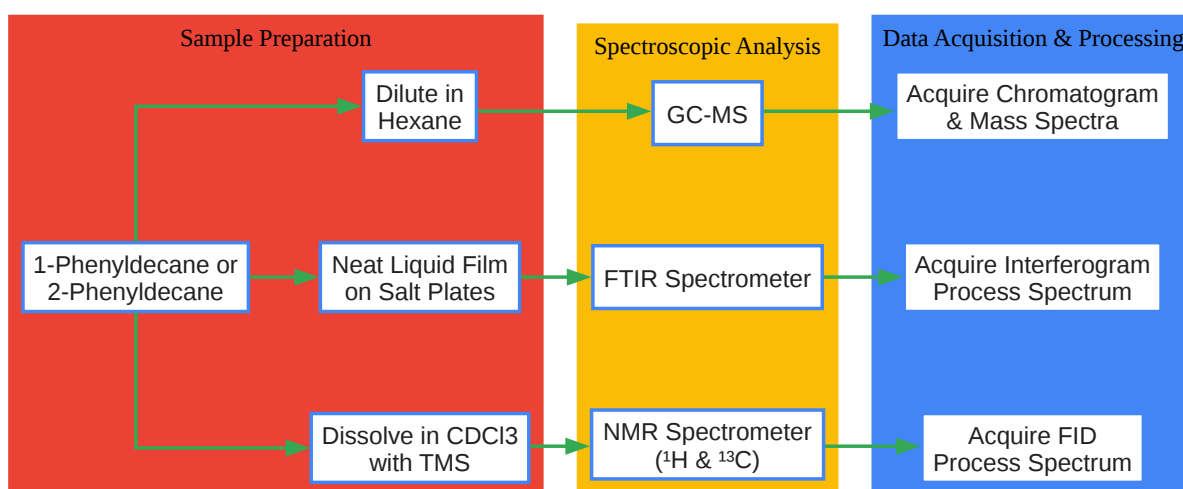 Sample Preparation
Spectroscopic Analysis
Data Acquisition & Processing
Dilute in
Hexane
GC-MS
Acquire Chromatogram
& Mass Spectra
1-Phenyldecane or
2-Phenyldecane
Neat Liquid Film
on Salt Plates
FTIR Spectrometer
Acquire Interferogram
Process Spectrum
Dissolve in CDCl3
with TMS
NMR Spectrometer
(¹H & ¹³C)
Acquire FID
Process Spectrum